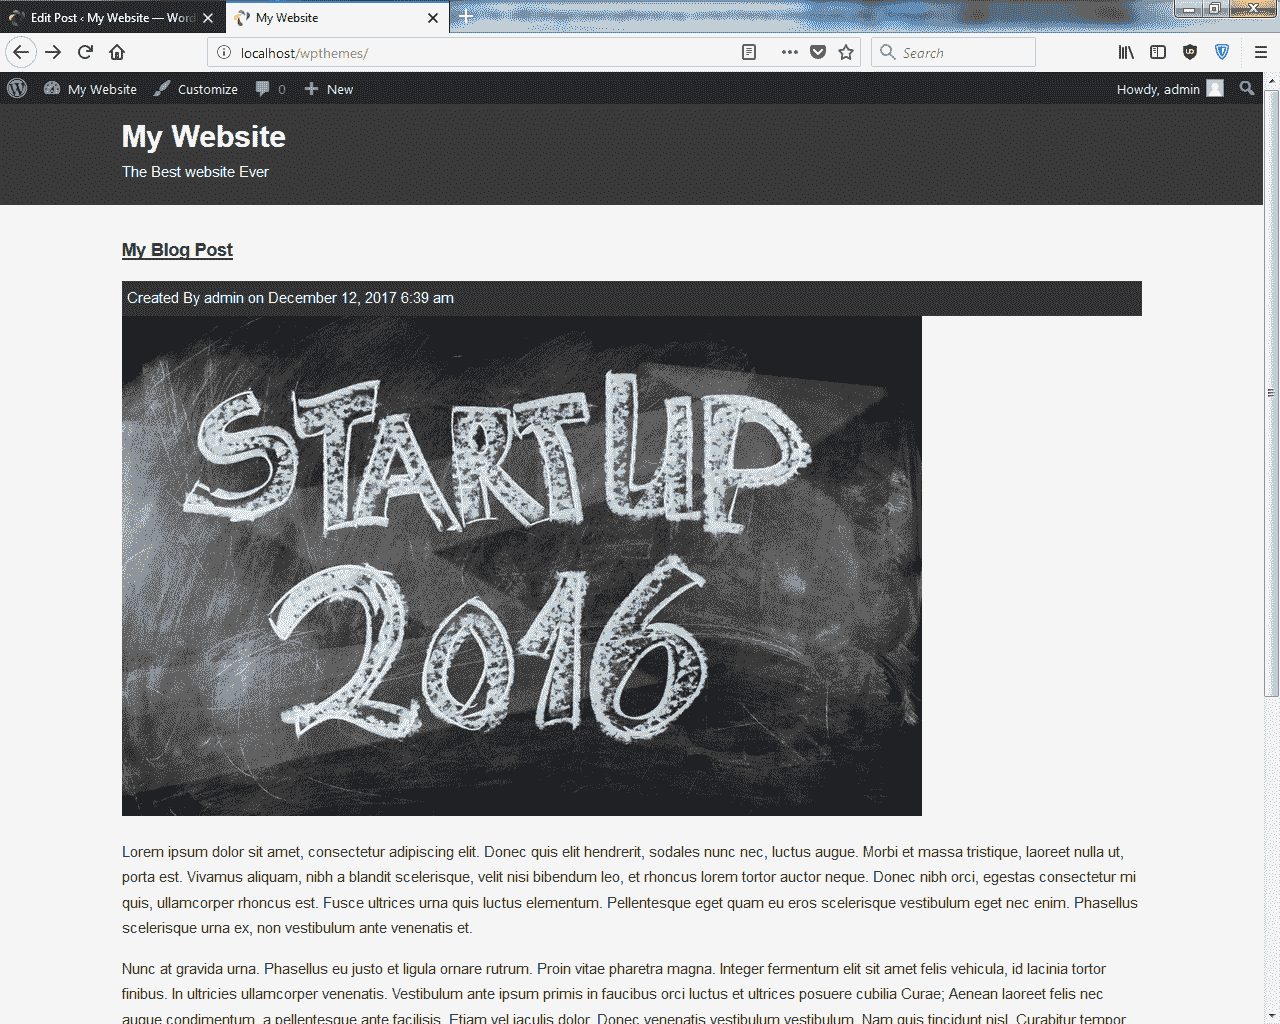 Edit Post ‹ My Website — Word
My Website
localhost/wpthemes/
Search
My Website
Customize
0
New
Howdy, admin
My Website
The Best website Ever
My Blog Post
Created By admin on December 12, 2017 6:39 am
STARTUP
2016
Lorem ipsum dolor sit amet, consectetur adipiscing elit. Donec quis elit hendrerit, sodales nunc nec, luctus augue. Morbi et massa tristique, laoreet nulla ut,
porta est. Vivamus aliquam, nibh a blandit scelerisque, velit nisi bibendum leo, et rhoncus lorem tortor auctor neque. Donec nibh orci, egestas consectetur mi
quis, ullamcorper rhoncus est. Fusce ultrices urna quis luctus elementum. Pellentesque eget quam eu eros scelerisque vestibulum eget nec enim. Phasellus
scelerisque urna ex, non vestibulum ante venenatis et.
Nunc at gravida urna. Phasellus eu justo et ligula ornare rutrum. Proin vitae pharetra magna. Integer fermentum elit sit amet felis vehicula, id lacinia tortor
finibus. In ultricies ullamcorper venenatis. Vestibulum ante ipsum primis in faucibus orci luctus et ultrices posuere cubilia Curae; Aenean laoreet felis nec
augue condimentum, a pellentesque ante facilisis. Etiam vel iaculis dolor. Donec venenatis vestibulum vestibulum. Nam quis tincidunt nisl. Curabitur tempor